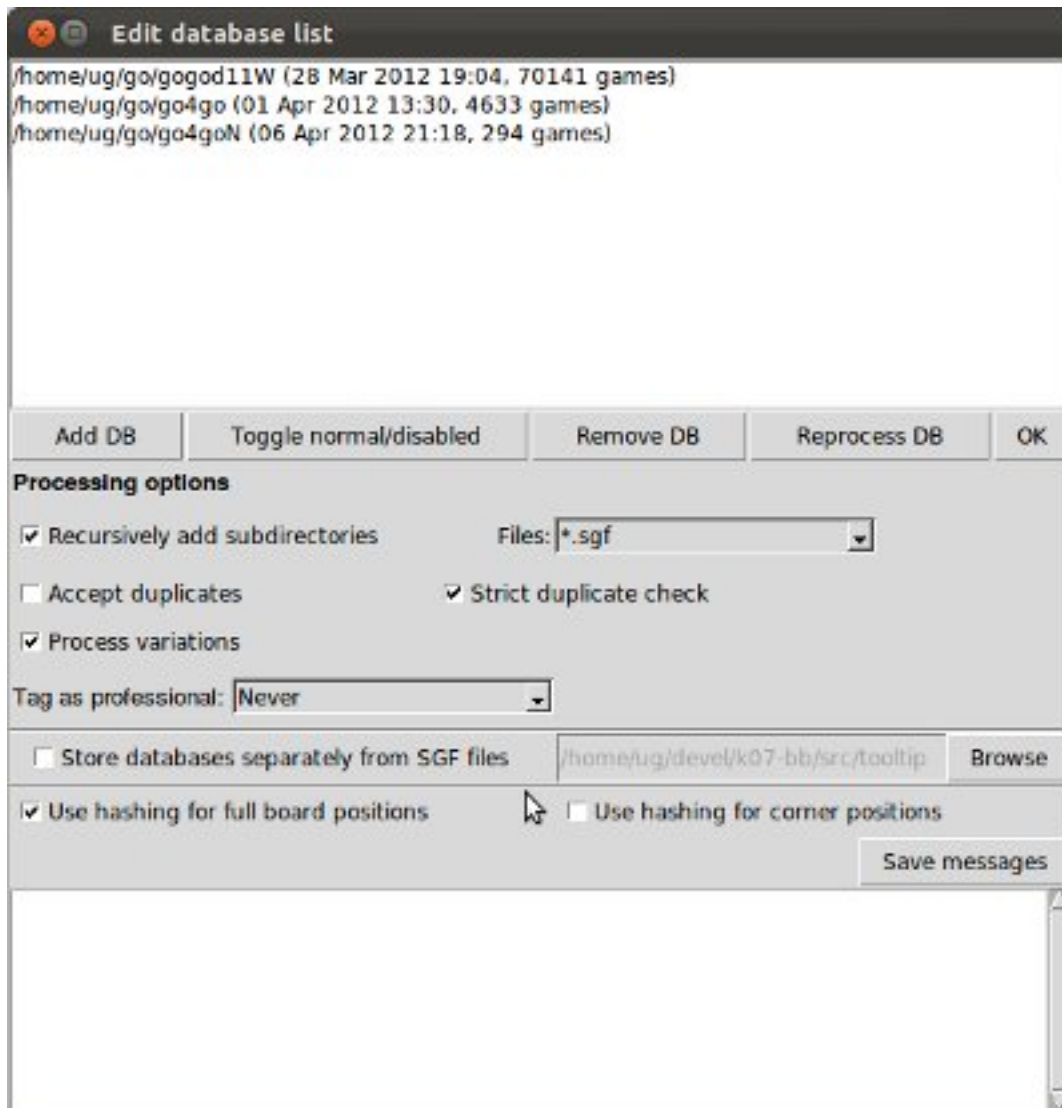 Edit database list
/home/ug/go/gogod11W (28 Mar 2012 19:04, 70141 games)
/home/ug/go/go4go (01 Apr 2012 13:30, 4633 games)
/home/ug/go/go4goN (06 Apr 2012 21:18, 294 games)
Add DB Toggle normal/disabled Remove DB Reprocess DB OK
Processing options
Recursively add subdirectories Files: *.sgf
Accept duplicates Strict duplicate check
Process variations
Tag as professional: Never
Store databases separately from SGF files /home/ug/devel/k07-bb/src/tooltip Browse
Use hashing for full board positions Use hashing for corner positions
Save messages